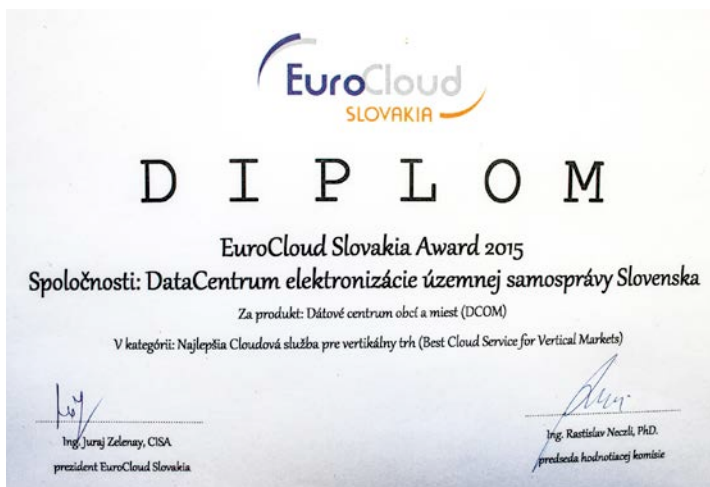 EuroCloud
SLOVAKIA
DIPLOM
EuroCloud Slovakia Award 2015
Spoločnosti: DataCentrum elektronizácie územnej samosprávy Slovenska
Za produkt: Dátové centrum obcí a miest (DCOM)
V kategórii: Najlepšia Cloudová služba pre vertikálny trh (Best Cloud Service for Vertical Markets)
Ing. Juraj Zelenay, CISA
prezident EuroCloud Slovakia
Ing. Rastislav Neczli, PhD.
predseda hodnotiacej komisie